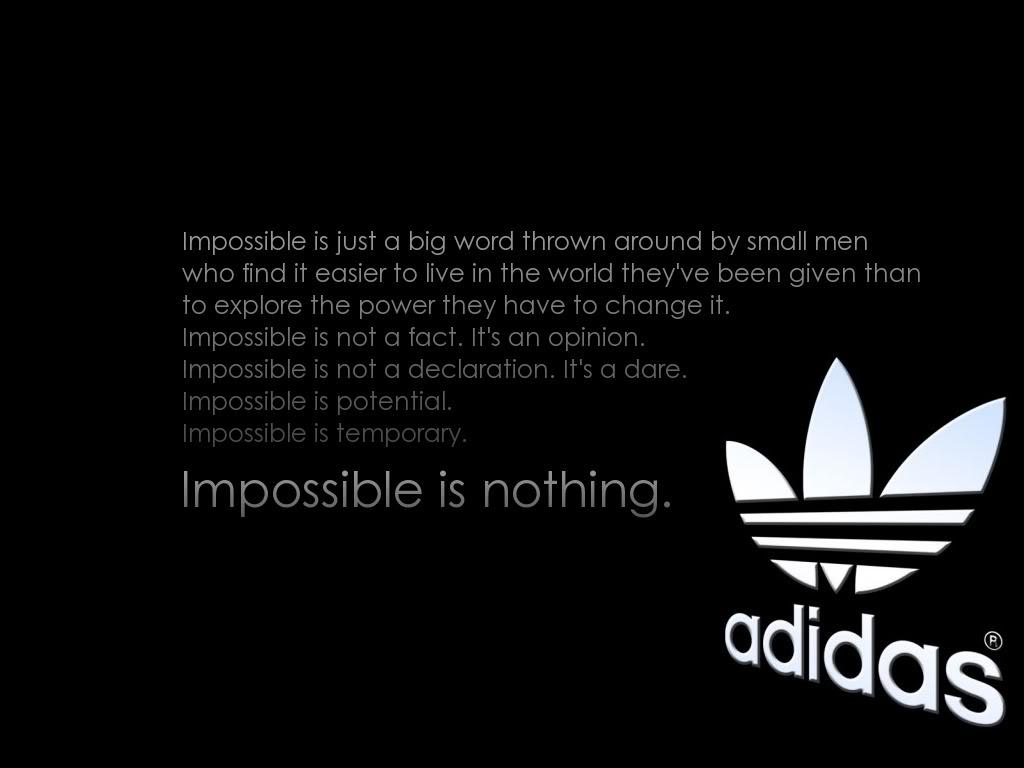 Impossible is just a big word thrown around by small men
who find it easier to live in the world they've been given than
to explore the power they have to change it.
Impossible is not a fact. It's an opinion.
Impossible is not a declaration. It's a dare.
Impossible is potential.
Impossible is temporary.
Impossible is nothing.
adidas®